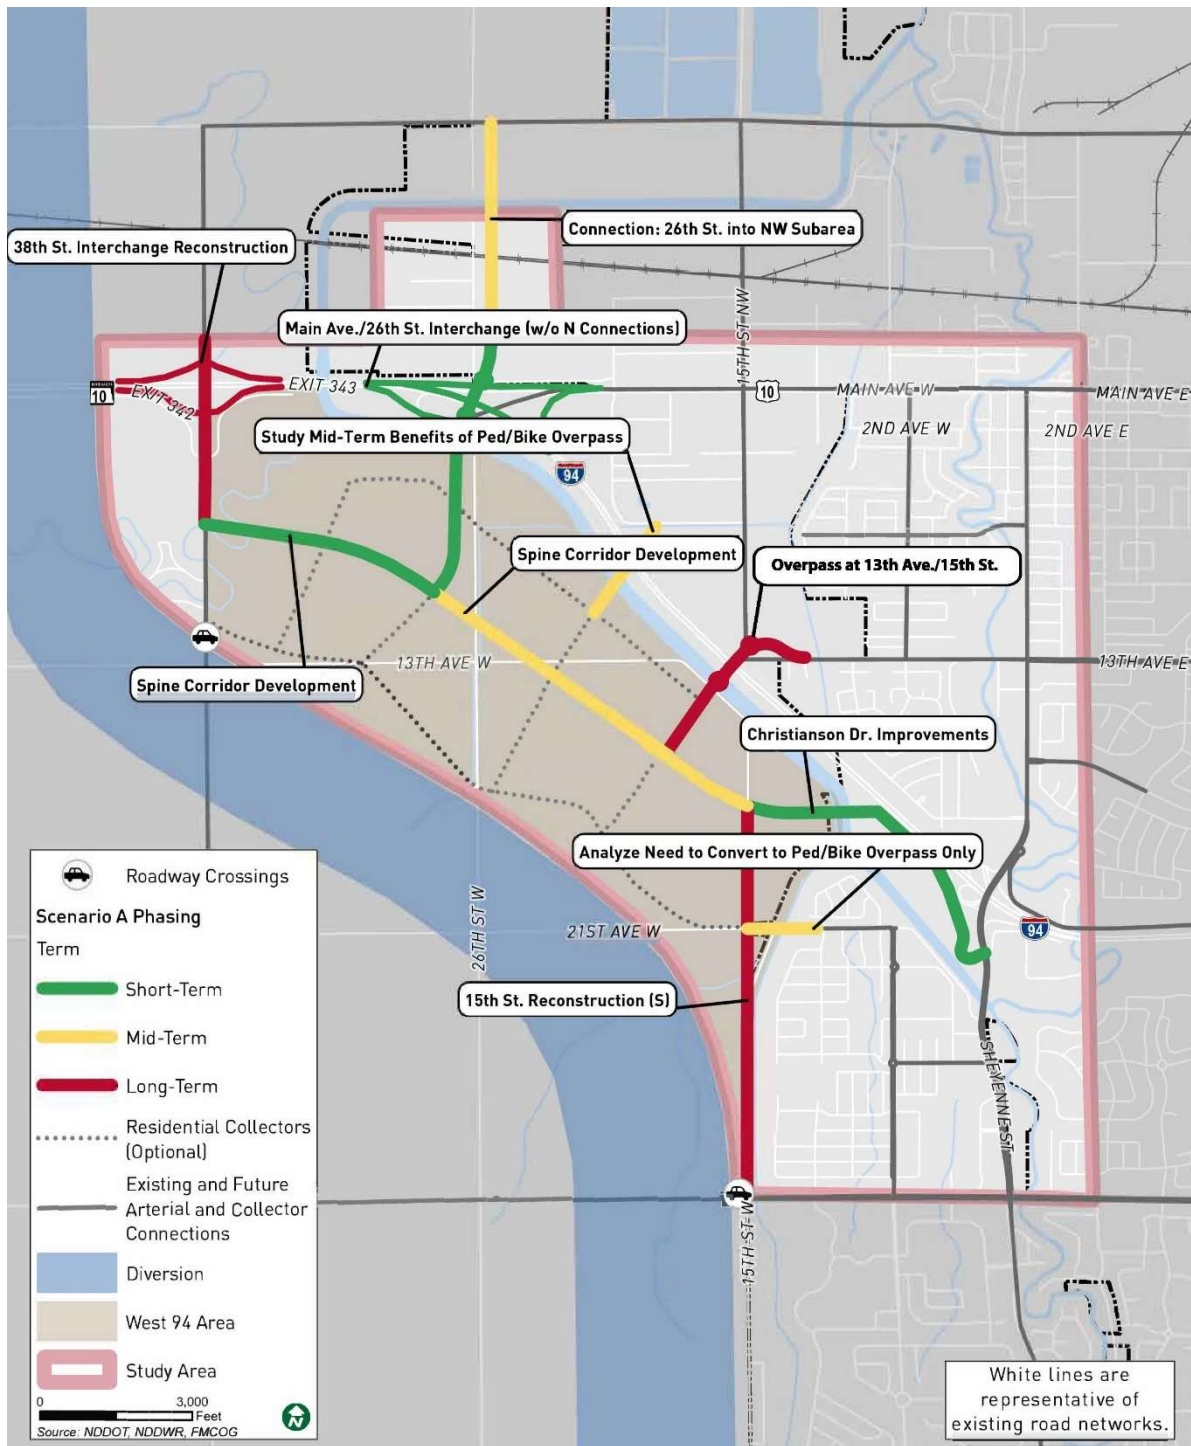 Connection: 26th St. into NW Subarea
38th St. Interchange Reconstruction
15TH ST NW
Main Ave./26th St. Interchange (w/o N Connections)
10
EXIT 342
EXIT 343
10
MAIN AVE W
MAIN AVE E
2ND AVE W
2ND AVE E
Study Mid-Term Benefits of Ped/Bike Overpass
94
Spine Corridor Development
Overpass at 13th Ave./15th St.
13TH AVE W
13TH AVE E
Spine Corridor Development
Christianson Dr. Improvements
Analyze Need to Convert to Ped/Bike Overpass Only
26TH ST W
21ST AVE W
94
15th St. Reconstruction (S)
SHEYENNE ST
15TH ST W
Roadway Crossings
Scenario A Phasing
Term
Short-Term
Mid-Term
Long-Term
Residential Collectors
(Optional)
Existing and Future
Arterial and Collector
Connections
Diversion
West 94 Area
Study Area
0 3,000
Feet
N
Source: NDDOT, NDDWR, FMCOG
White lines are
representative of
existing road networks.